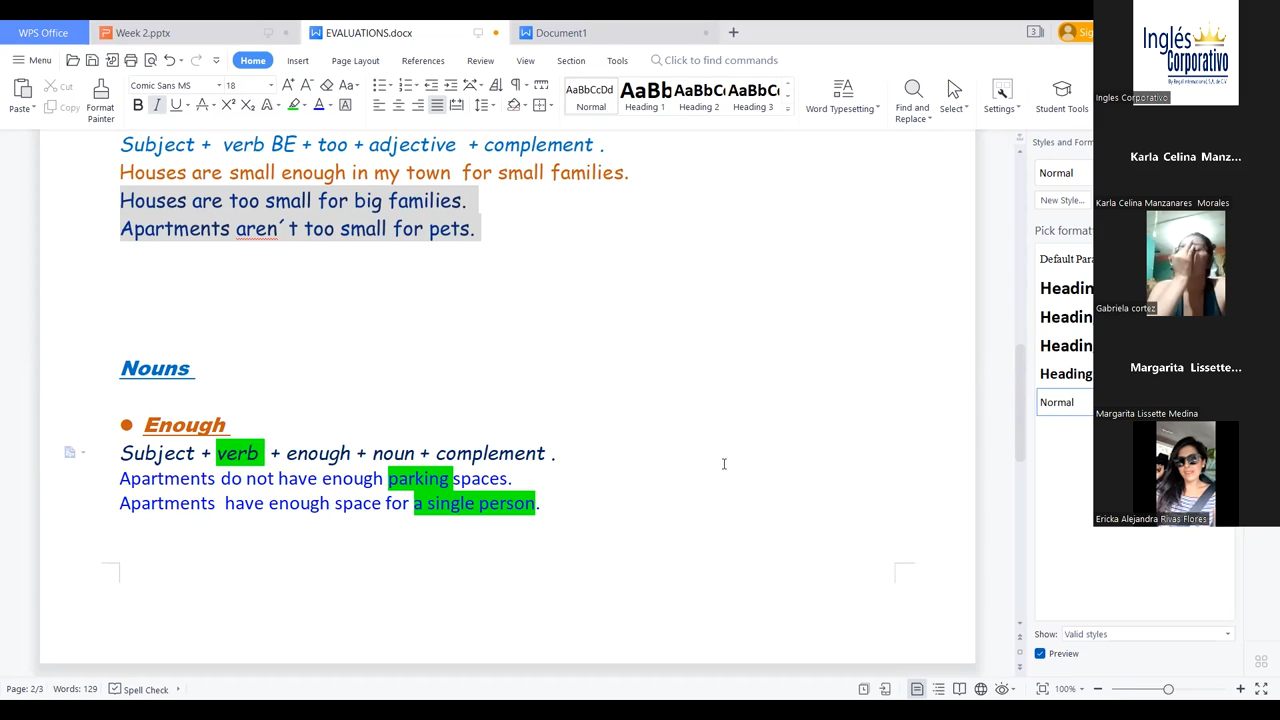 WPS Office
Week 2.pptx
EVALUATIONS.docx
Document1
Menu
Home
Insert
Page Layout
References
Review
View
Section
Tools
Click to find commands
Paste
Cut
Copy
Format Painter
Comic Sans MS
18
AaBbCcDd
Normal
AaBb
Heading 1
AaBbC
Heading 2
AaBbC
Heading 3
Word Typesetting
Find and Replace
Select
Settings
Student Tools
Subject + verb BE + too + adjective + complement .
Houses are small enough in my town for small families.
Houses are too small for big families.
Apartments aren´t too small for pets.
Nouns
Enough
Subject + verb + enough + noun + complement .
Apartments do not have enough parking spaces.
Apartments have enough space for a single person.
Styles and Form
Normal
New Style...
Pick format
Default Para
Headin
Headin
Headin
Heading
Normal
Show:
Valid styles
Preview
Inglés
Corporativo
Ingles Corporativo
Karla Celina Manz...
Karla Celina Manzanares Morales
Gabriela cortez
Margarita Lissette...
Margarita Lissette Medina
Ericka Alejandra Rivas Flores
Page: 2/3
Words: 129
Spell Check
100%